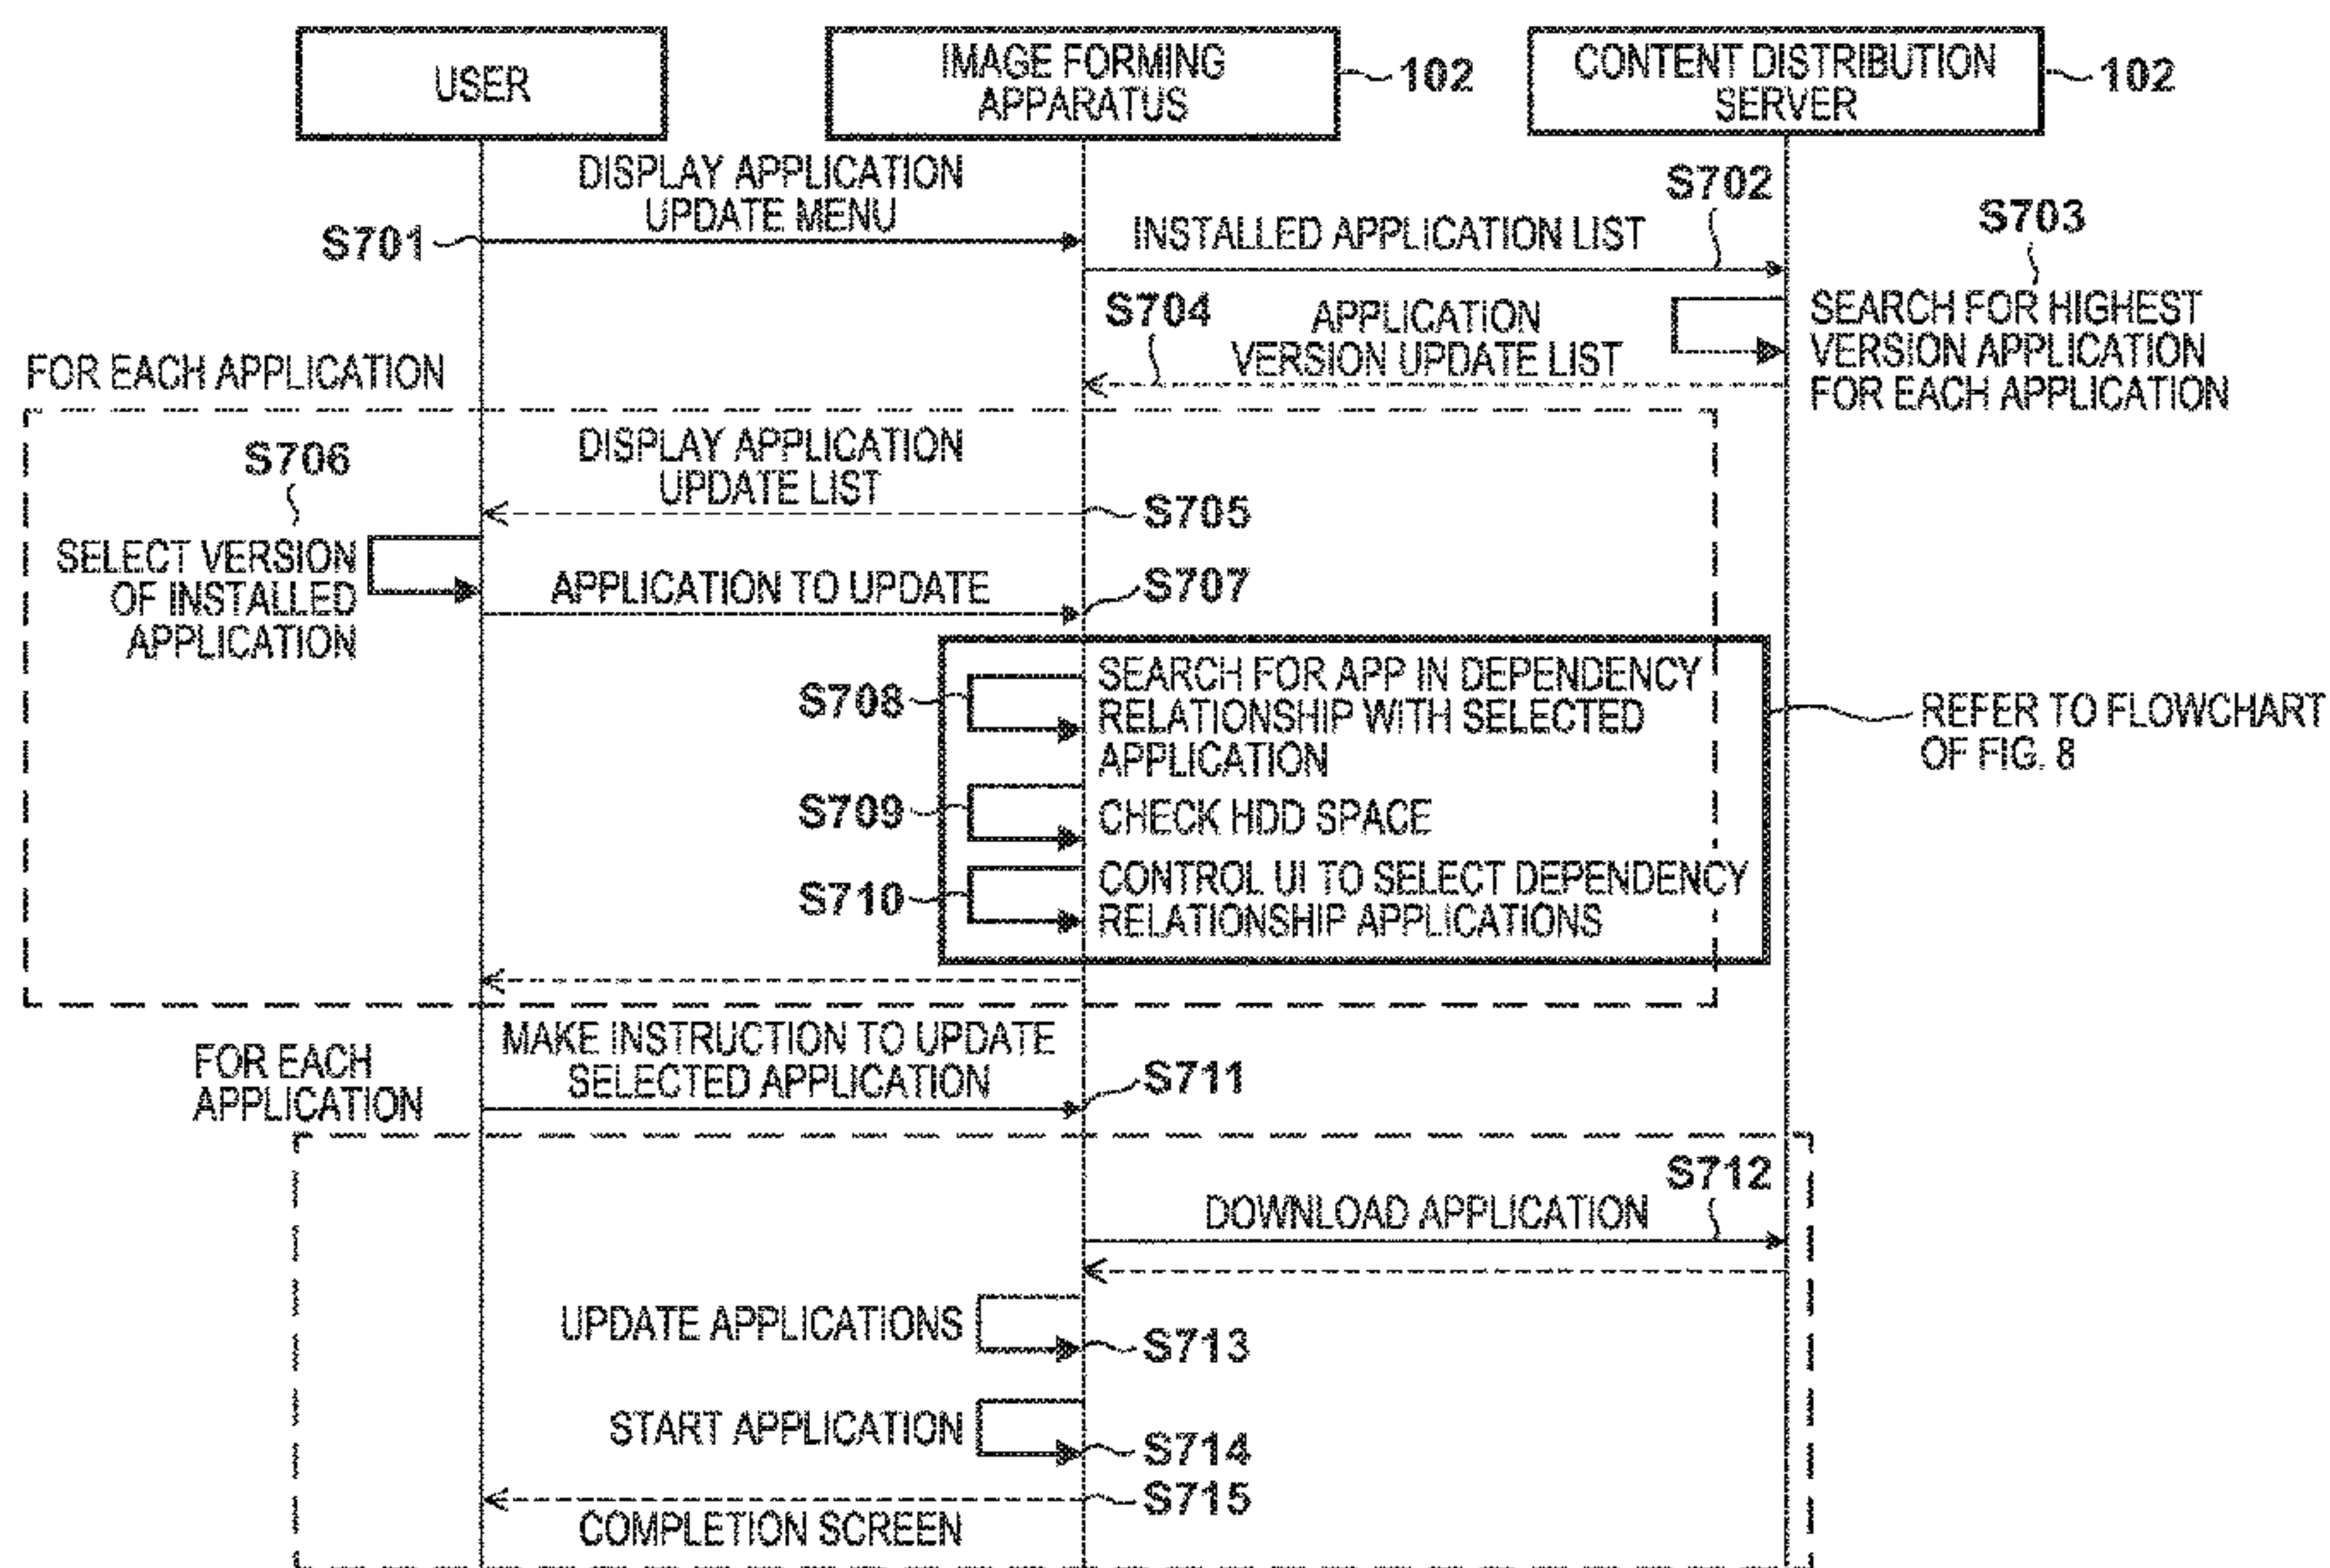 USER
IMAGE FORMING
APPARATUS
102
CONTENT DISTRIBUTION
SERVER
102
DISPLAY APPLICATION
UPDATE MENU
S701
S702
INSTALLED APPLICATION LIST
S703
SEARCH FOR HIGHEST
VERSION APPLICATION
FOR EACH APPLICATION
S704
APPLICATION
VERSION UPDATE LIST
FOR EACH APPLICATION
DISPLAY APPLICATION
UPDATE LIST
S705
S706
SELECT VERSION
OF INSTALLED
APPLICATION
APPLICATION TO UPDATE
S707
S708
SEARCH FOR APP IN DEPENDENCY
RELATIONSHIP WITH SELECTED
APPLICATION
REFER TO FLOWCHART
OF FIG. 8
S709
CHECK HDD SPACE
S710
CONTROL UI TO SELECT DEPENDENCY
RELATIONSHIP APPLICATIONS
MAKE INSTRUCTION TO UPDATE
SELECTED APPLICATION
S711
FOR EACH
APPLICATION
S712
DOWNLOAD APPLICATION
UPDATE APPLICATIONS
S713
START APPLICATION
S714
S715
COMPLETION SCREEN